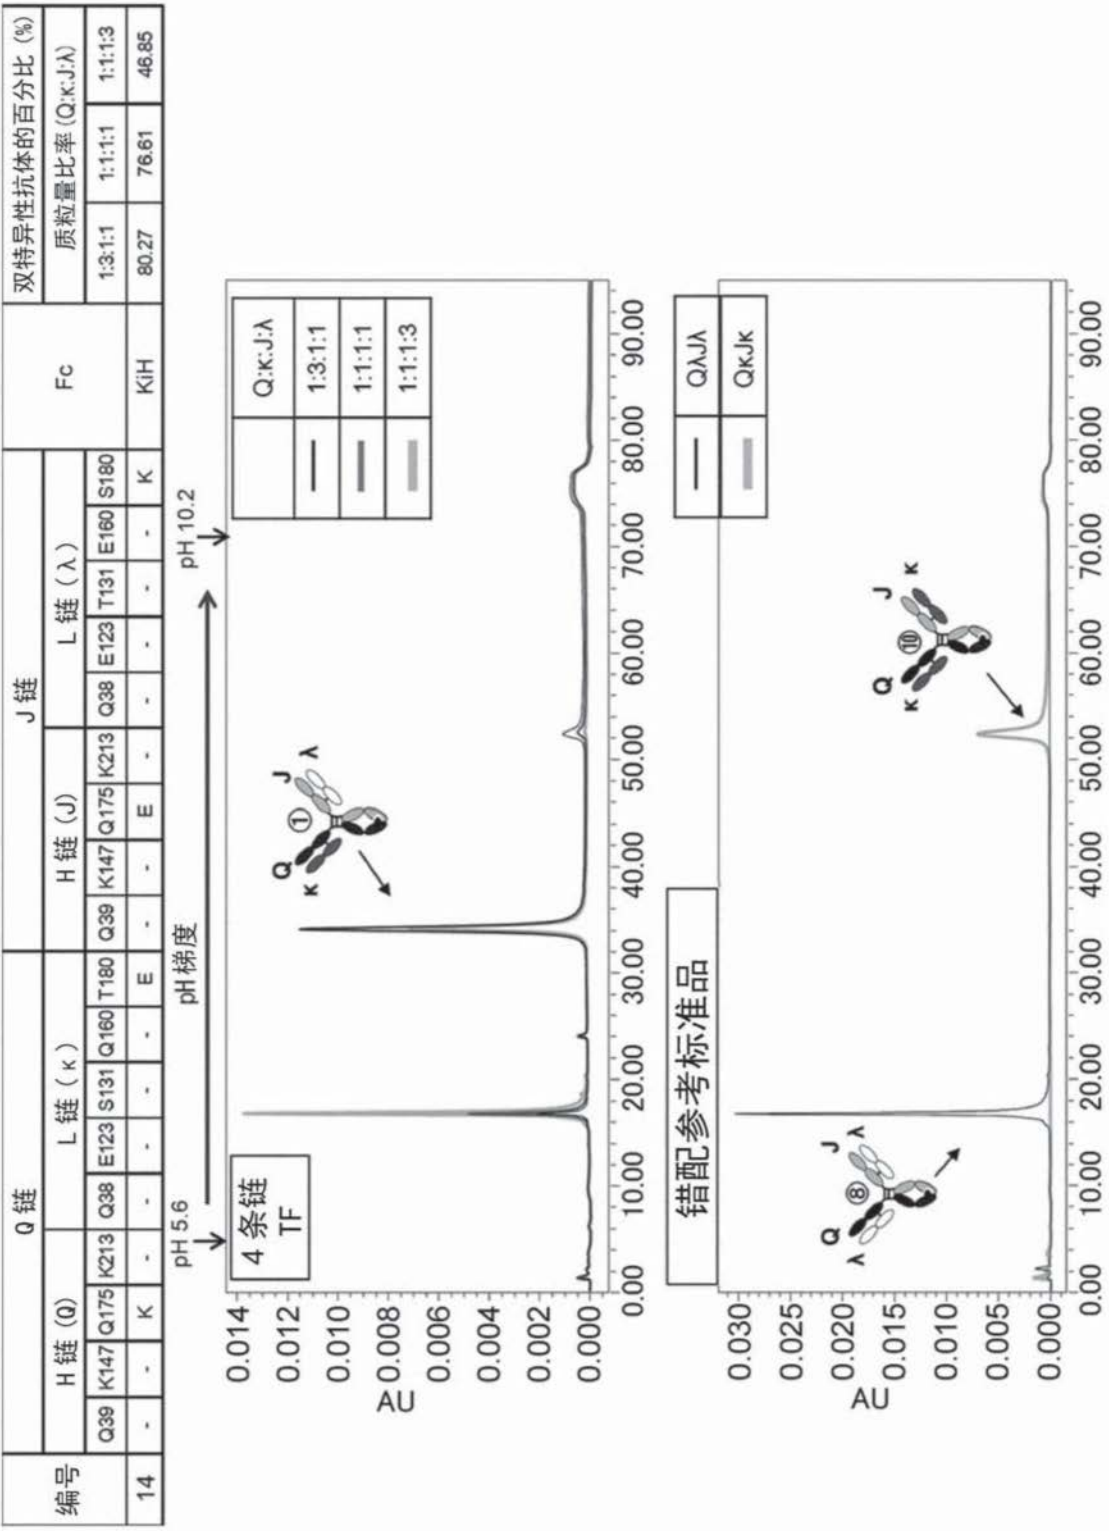 编号 Q 链 J 链 Fc 双特异性抗体的百分比 (%)
H 链 (Q) L 链 (κ) H 链 (J) L 链 (λ) 质粒量比率 (Q:κ:J:λ)
Q39 K147 Q175 K213 Q38 E123 S131 Q160 T180 Q39 K147 Q175 K213 Q38 E123 T131 E160 S180 1:3:1:1 1:1:1:1 1:1:1:3
14 - - K - - - - - E - - E - - - - - K KiH 80.27 76.61 46.85
pH 5.6 pH 梯度 pH 10.2
4 条链
TF
Q:κ:J:λ
1:3:1:1
1:1:1:1
1:1:1:3
Q ① J
κ λ
AU
0.014
0.012
0.010
0.008
0.006
0.004
0.002
0.000
0.00 10.00 20.00 30.00 40.00 50.00 60.00 70.00 80.00 90.00
错配参考标准品
QλJλ
QκJκ
Q ⑧ J
λ λ
Q ⑩ J
κ κ
AU
0.030
0.025
0.020
0.015
0.010
0.005
0.000
0.00 10.00 20.00 30.00 40.00 50.00 60.00 70.00 80.00 90.00